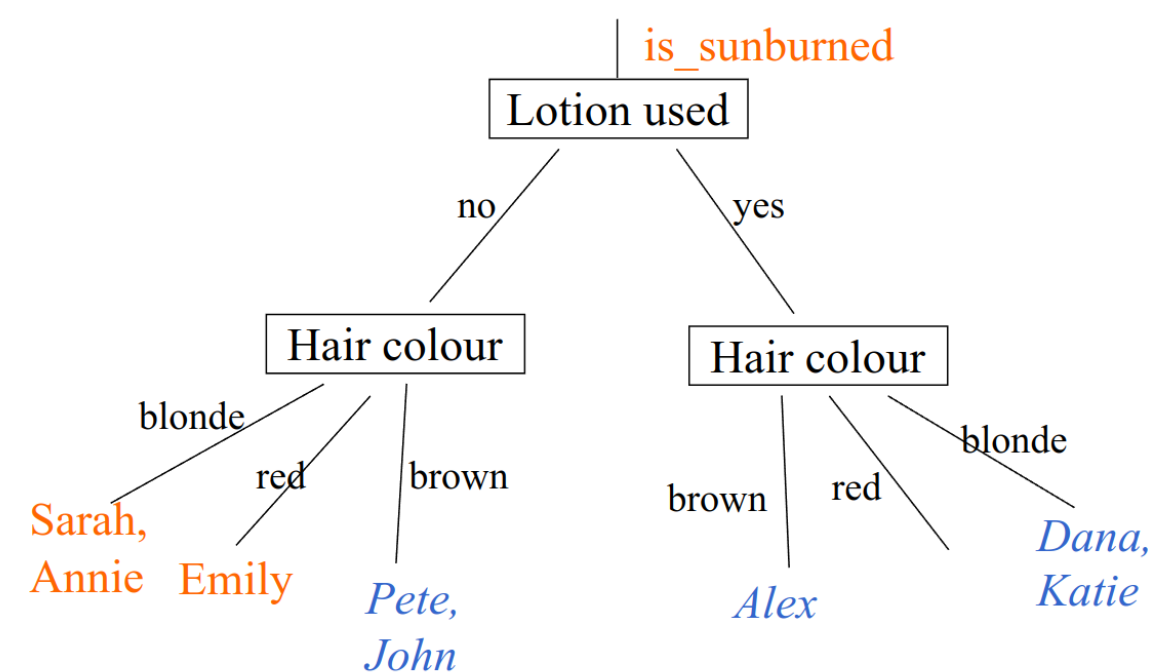 is_sunburned
Lotion used
no
yes
Hair colour
Hair colour
blonde
red
brown
brown
red
blonde
Sarah,
Annie
Emily
Pete,
John
Alex
Dana,
Katie